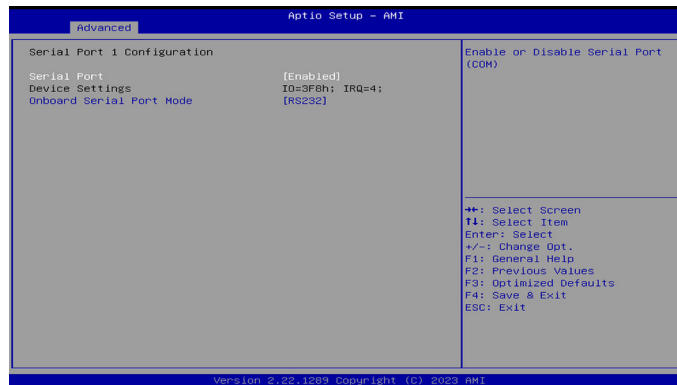 Aptio Setup – AMI
Advanced
Serial Port 1 Configuration
Serial Port [Enabled]
Device Settings IO=3F8h; IRQ=4;
Onboard Serial Port Mode [RS232]
Enable or Disable Serial Port
(COM)
→←: Select Screen
↑↓: Select Item
Enter: Select
+/-: Change Opt.
F1: General Help
F2: Previous Values
F3: Optimized Defaults
F4: Save & Exit
ESC: Exit
Version 2.22.1289 Copyright (C) 2023 AMI